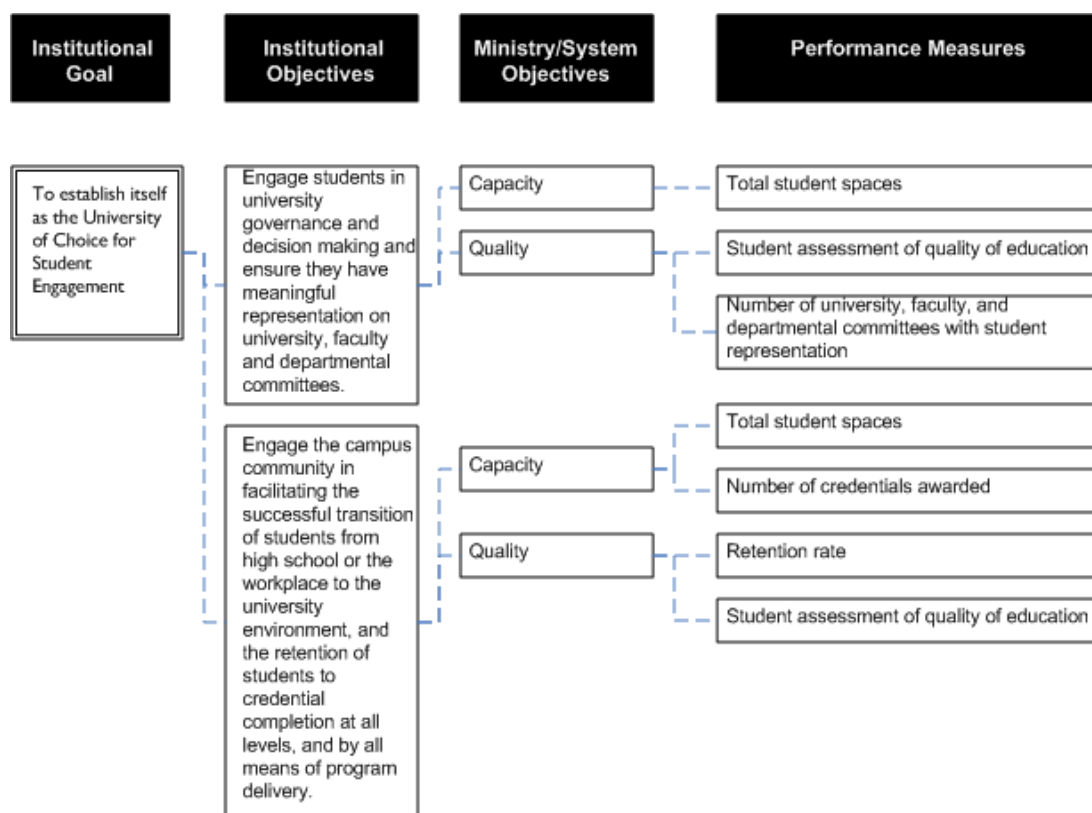 Institutional
Goal
Institutional
Objectives
Ministry/System
Objectives
Performance Measures
To establish itself
as the University
of Choice for
Student
Engagement
Engage students in
university
governance and
decision making and
ensure they have
meaningful
representation on
university, faculty
and departmental
committees.
Capacity
Total student spaces
Quality
Student assessment of quality of education
Number of university, faculty, and
departmental committees with student
representation
Engage the campus
community in
facilitating the
successful transition
of students from
high school or the
workplace to the
university
environment, and
the retention of
students to
credential
completion at all
levels, and by all
means of program
delivery.
Capacity
Total student spaces
Number of credentials awarded
Quality
Retention rate
Student assessment of quality of education